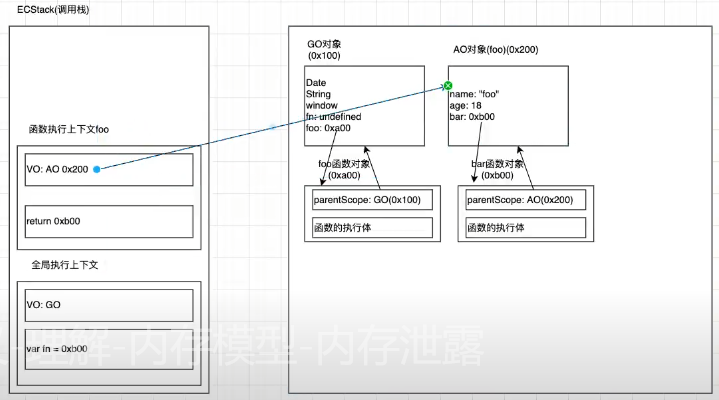 ECStack(调用栈)
GO对象
(0x100)
AO对象(foo)(0x200)
Date
String
window
fn: undefined
foo: 0xa00
name: "foo"
age: 18
bar: 0xb00
函数执行上下文foo
VO: AO 0x200
return 0xb00
foo函数对象
(0xa00)
bar函数对象
(0xb00)
parentScope: GO(0x100)
函数的执行体
parentScope: AO(0x200)
函数的执行体
全局执行上下文
VO: GO
var fn = 0xb00
-理解-内存模型-内存泄露